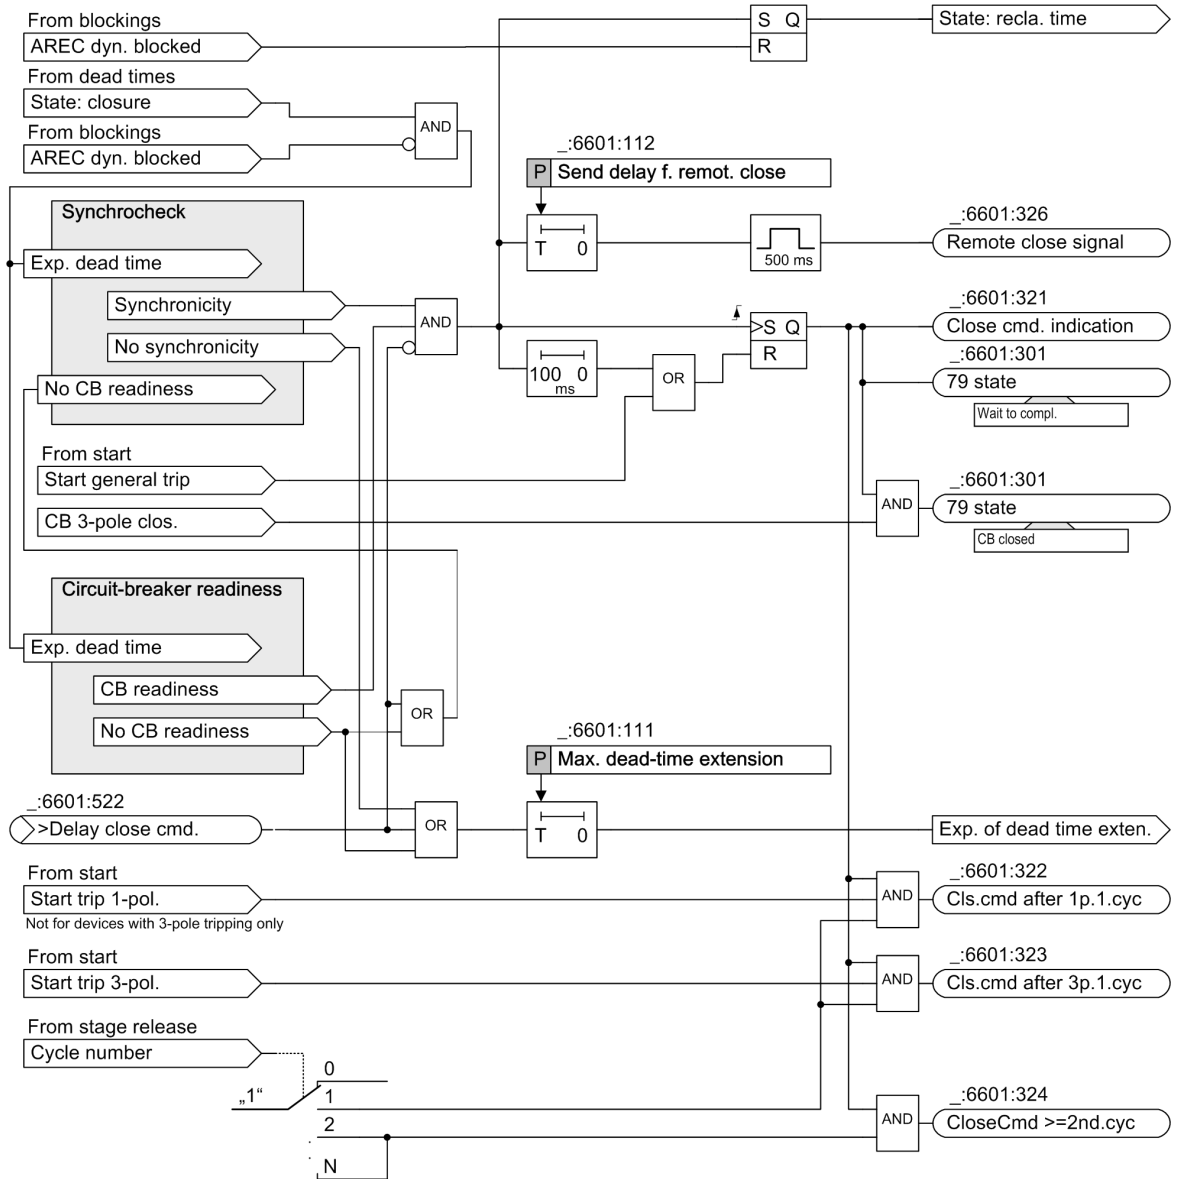 From blockings
AREC dyn. blocked
S Q
R
State: recla. time
From dead times
State: closure
From blockings
AREC dyn. blocked
AND
_:6601:112
P Send delay f. remot. close
Synchrocheck
T 0
500 ms
_:6601:326
Remote close signal
Exp. dead time
Synchronicity
AND
No synchronicity
>S Q
R
_:6601:321
Close cmd. indication
100 0
ms
OR
_:6601:301
79 state
Wait to compl.
No CB readiness
From start
Start general trip
CB 3-pole clos.
AND
_:6601:301
79 state
CB closed
Circuit-breaker readiness
Exp. dead time
CB readiness
No CB readiness
OR
_:6601:111
P Max. dead-time extension
_:6601:522
>Delay close cmd.
OR
T 0
Exp. of dead time exten.
From start
Start trip 1-pol.
Not for devices with 3-pole tripping only
AND
_:6601:322
Cls.cmd after 1p.1.cyc
From start
Start trip 3-pol.
AND
_:6601:323
Cls.cmd after 3p.1.cyc
From stage release
Cycle number
„1“
0
1
2
N
AND
_:6601:324
CloseCmd >=2nd.cyc